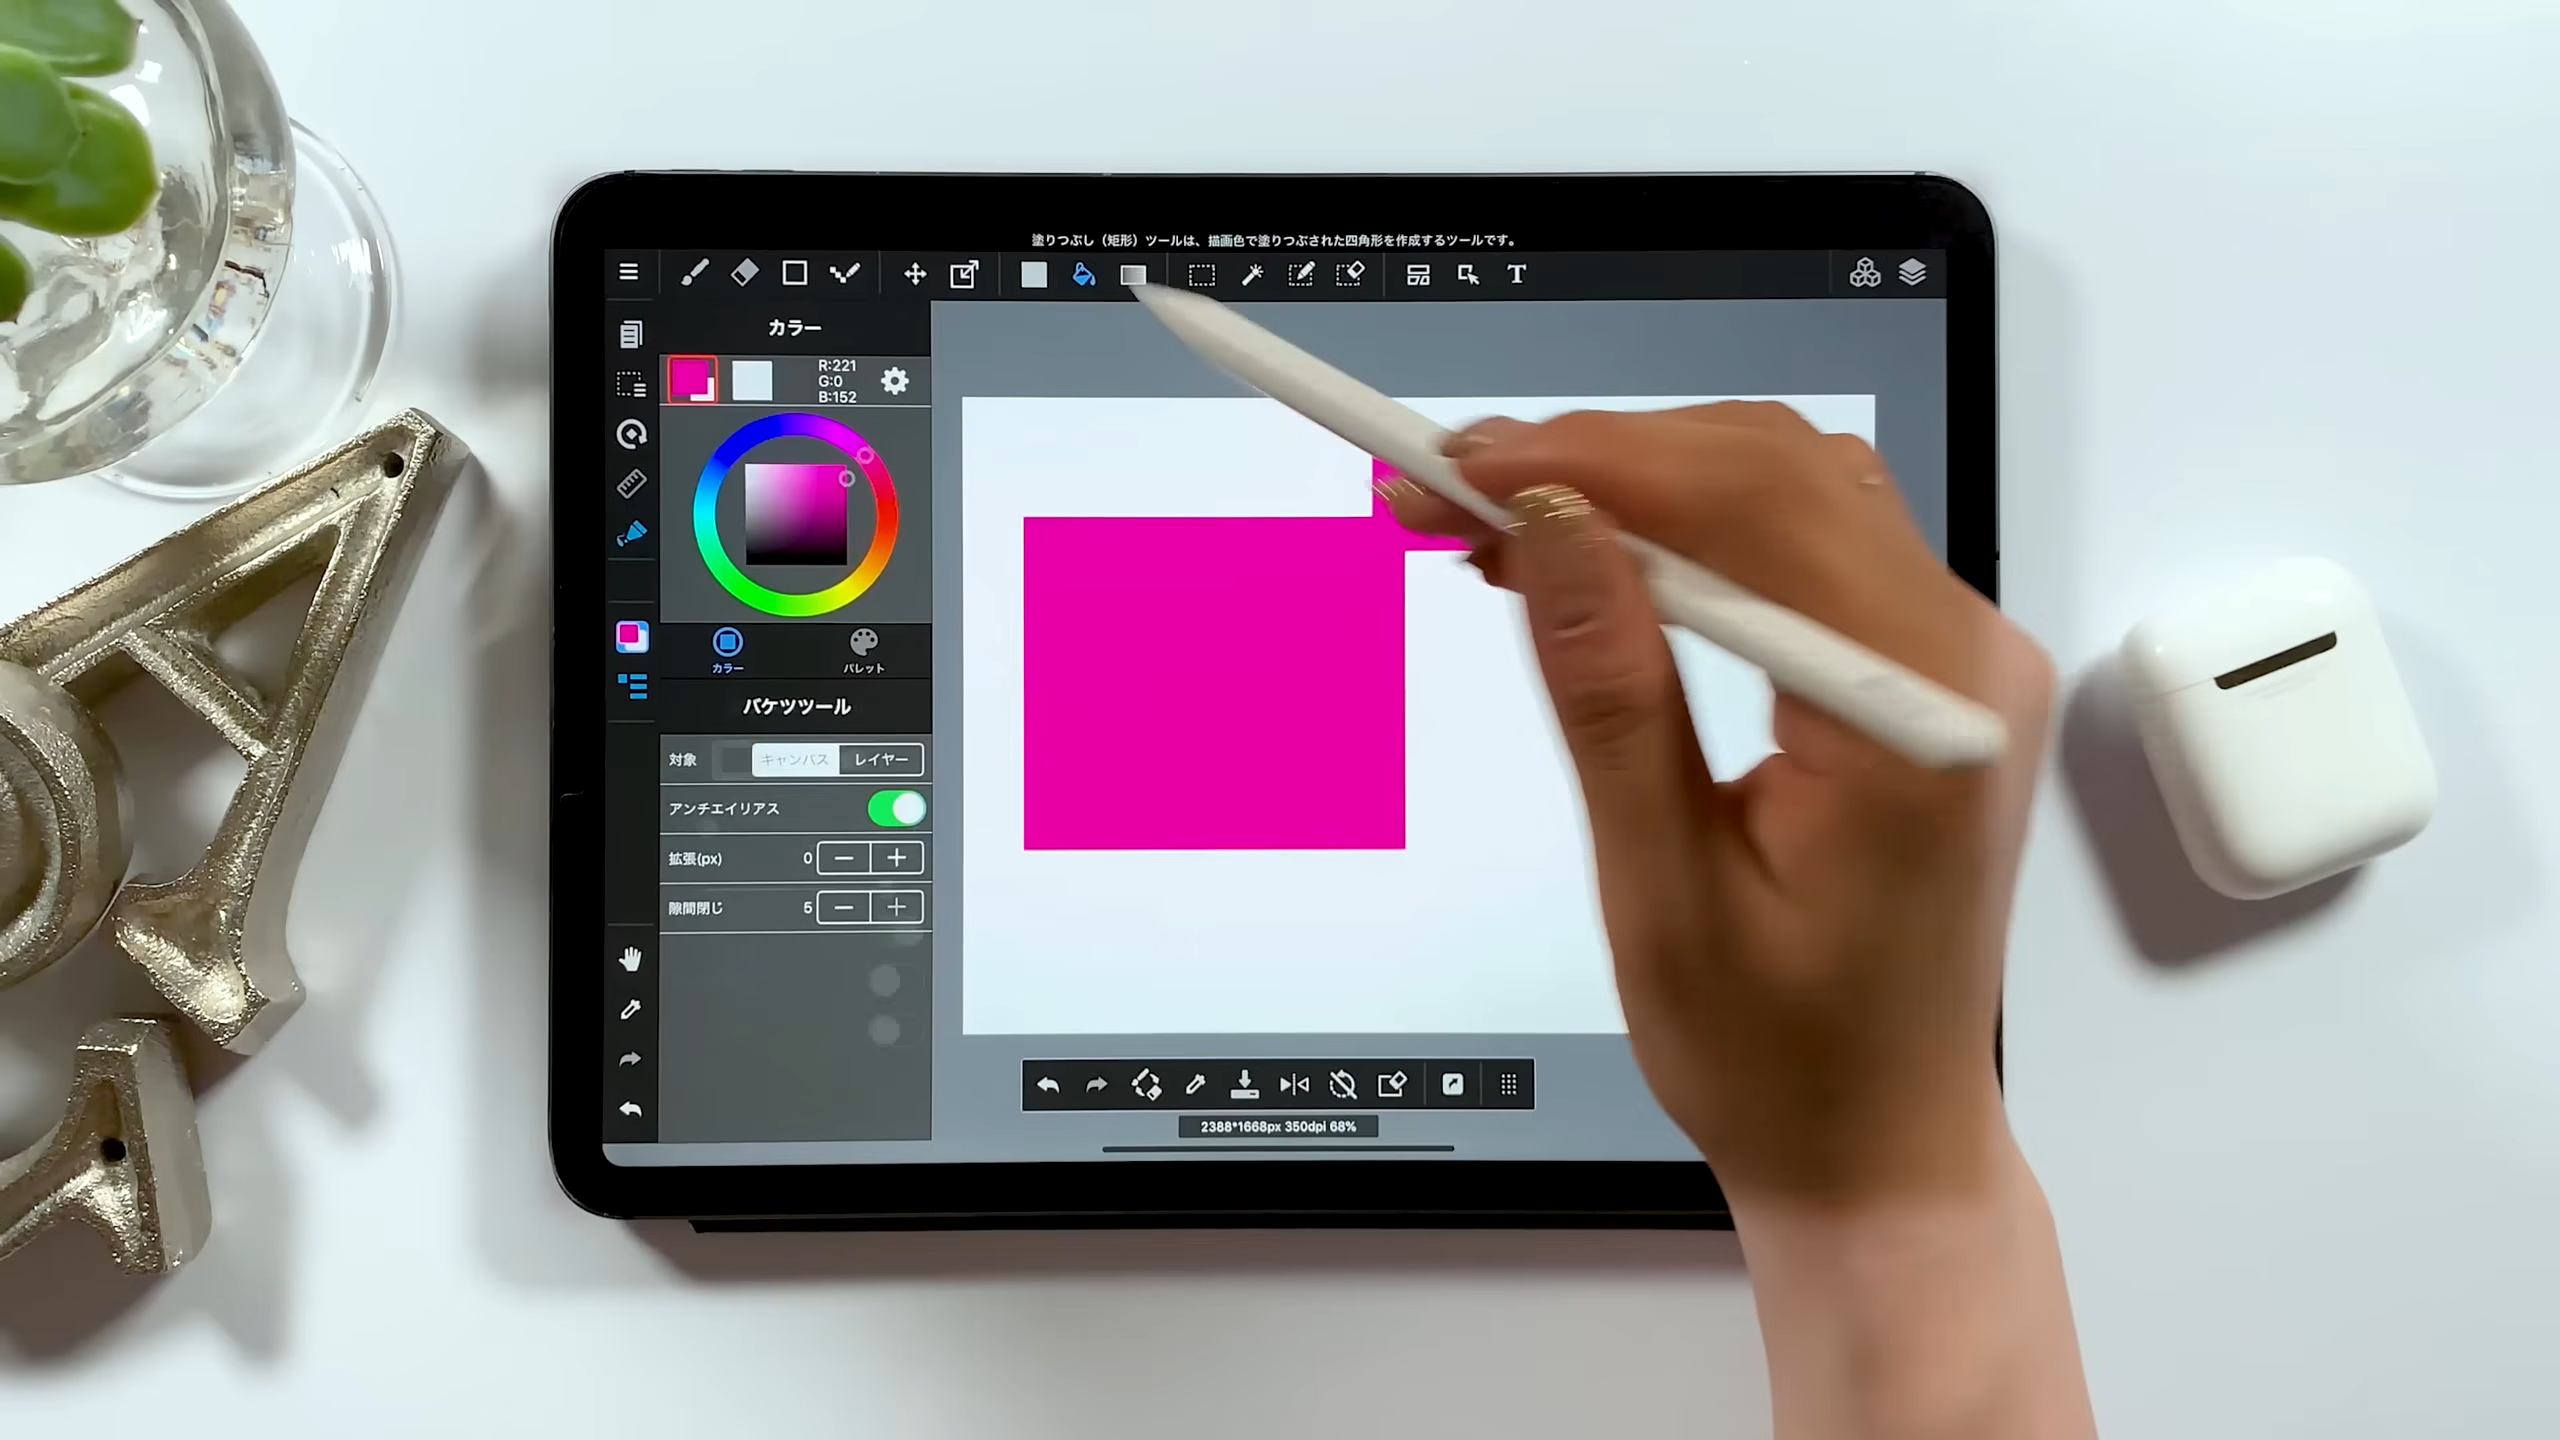 塗りつぶし（矩形）ツールは、描画色で塗りつぶされた四角形を作成するツールです。
T
カラー
R:221
G:0
B:152
カラー
パレット
バケツツール
対象 キャンバス レイヤー
アンチエイリアス
拡張(px) 0
隙間閉じ 5
2388*1668px 350dpi 68%